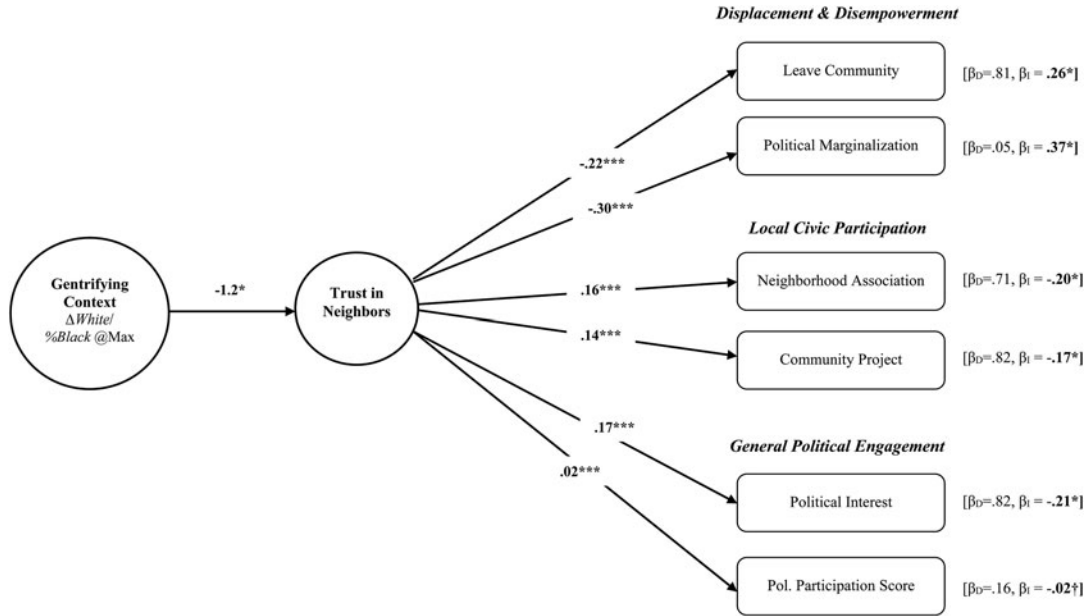 Displacement & Disempowerment
Leave Community
[βD=.81, βI = .26*]
Political Marginalization
[βD=.05, βI = .37*]
-.22***
-.30***
Local Civic Participation
Gentrifying
Context
ΔWhite/
%Black @Max
-1.2*
Trust in
Neighbors
.16***
Neighborhood Association
[βD=.71, βI = -.20*]
.14***
Community Project
[βD=.82, βI = -.17*]
.17***
.02***
General Political Engagement
Political Interest
[βD=.82, βI = -.21*]
Pol. Participation Score
[βD=.16, βI = -.02†]